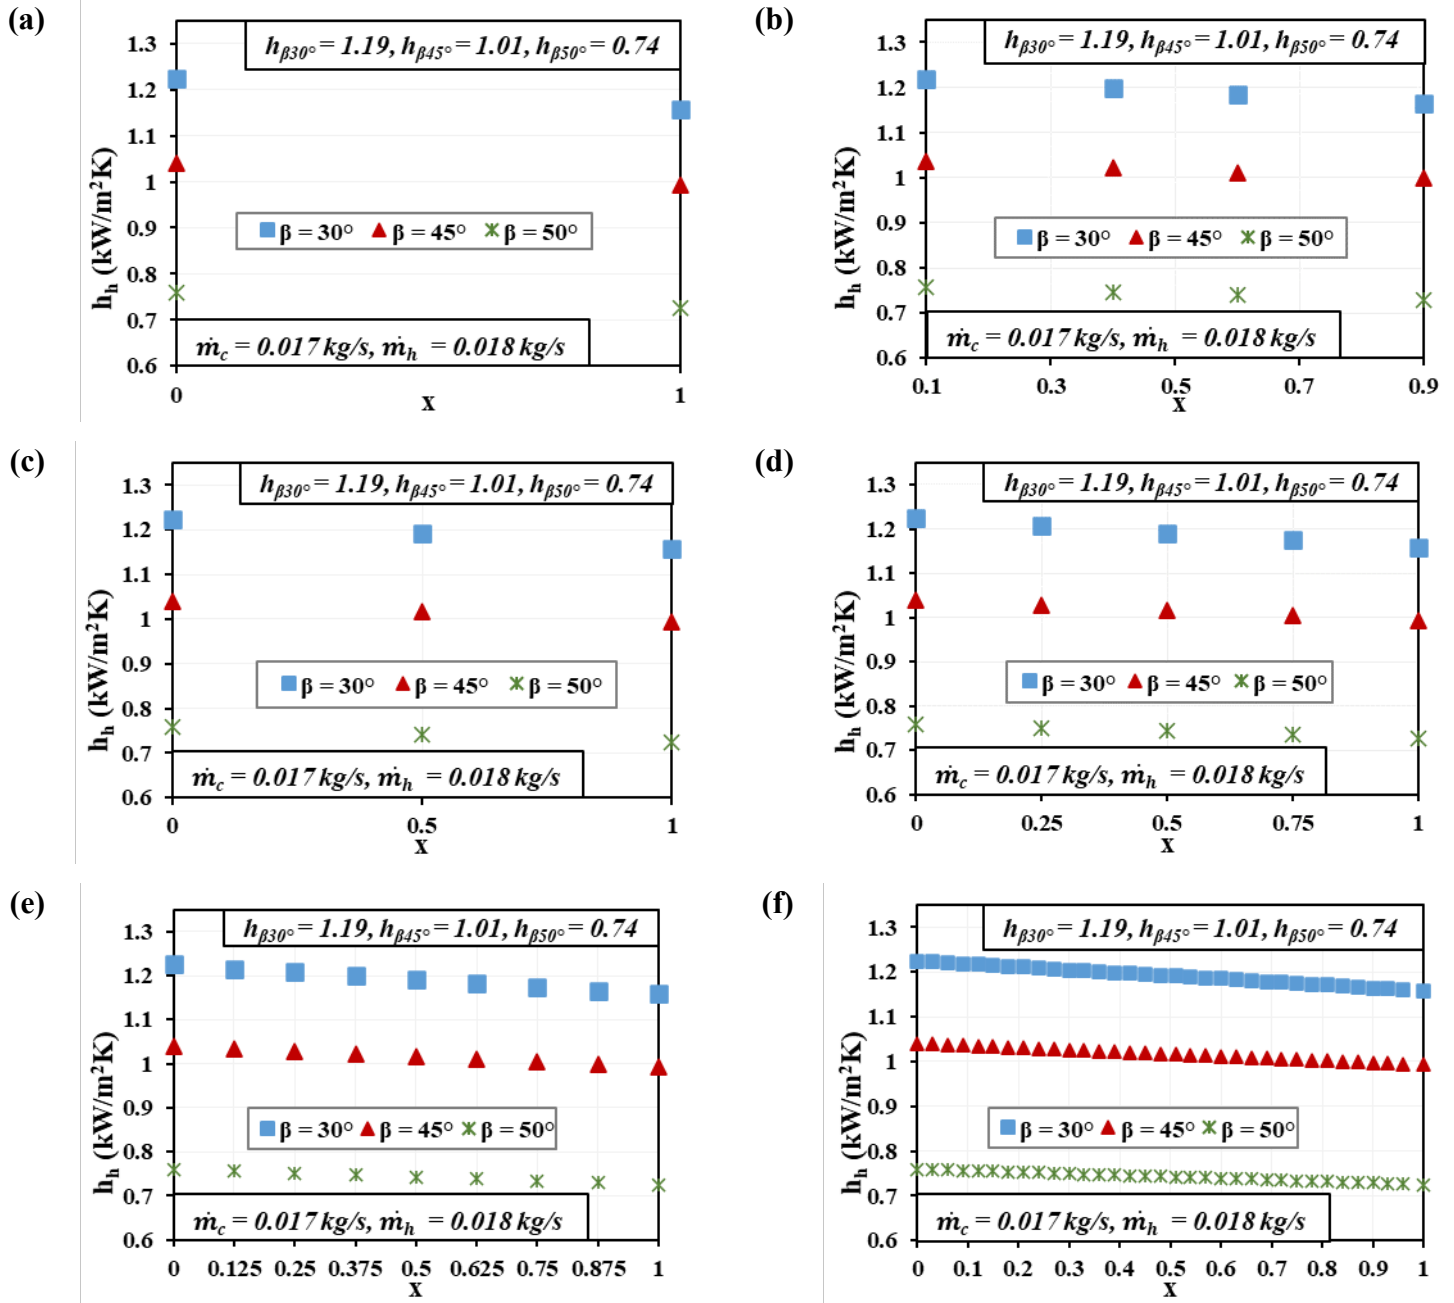 (a)
h_β30° = 1.19, h_β45° = 1.01, h_β50° = 0.74
1.3
1.2
1.1
1
0.9
0.8
0.7
0.6
h_h (kW/m²K)
β = 30° β = 45° β = 50°
ṁ_c = 0.017 kg/s, ṁ_h = 0.018 kg/s
0 1
X
(b)
h_β30° = 1.19, h_β45° = 1.01, h_β50° = 0.74
1.3
1.2
1.1
1.0
0.9
0.8
0.7
0.6
h_h (kW/m²K)
β = 30° β = 45° β = 50°
ṁ_c = 0.017 kg/s, ṁ_h = 0.018 kg/s
0.1 0.3 0.5 0.7 0.9
X
(c)
h_β30° = 1.19, h_β45° = 1.01, h_β50° = 0.74
1.3
1.2
1.1
1
0.9
0.8
0.7
0.6
h_h (kW/m²K)
β = 30° β = 45° β = 50°
ṁ_c = 0.017 kg/s, ṁ_h = 0.018 kg/s
0 0.5 1
X
(d)
h_β30° = 1.19, h_β45° = 1.01, h_β50° = 0.74
1.3
1.2
1.1
1
0.9
0.8
0.7
0.6
h_h (kW/m²K)
β = 30° β = 45° β = 50°
ṁ_c = 0.017 kg/s, ṁ_h = 0.018 kg/s
0 0.25 0.5 0.75 1
X
(e)
h_β30° = 1.19, h_β45° = 1.01, h_β50° = 0.74
1.3
1.2
1.1
1
0.9
0.8
0.7
0.6
h_h (kW/m²K)
β = 30° β = 45° β = 50°
ṁ_c = 0.017 kg/s, ṁ_h = 0.018 kg/s
0 0.125 0.25 0.375 0.5 0.625 0.75 0.875 1
X
(f)
h_β30° = 1.19, h_β45° = 1.01, h_β50° = 0.74
1.3
1.2
1.1
1
0.9
0.8
0.7
0.6
h_h (kW/m²K)
β = 30° β = 45° β = 50°
ṁ_c = 0.017 kg/s, ṁ_h = 0.018 kg/s
0 0.1 0.2 0.3 0.4 0.5 0.6 0.7 0.8 0.9 1
X